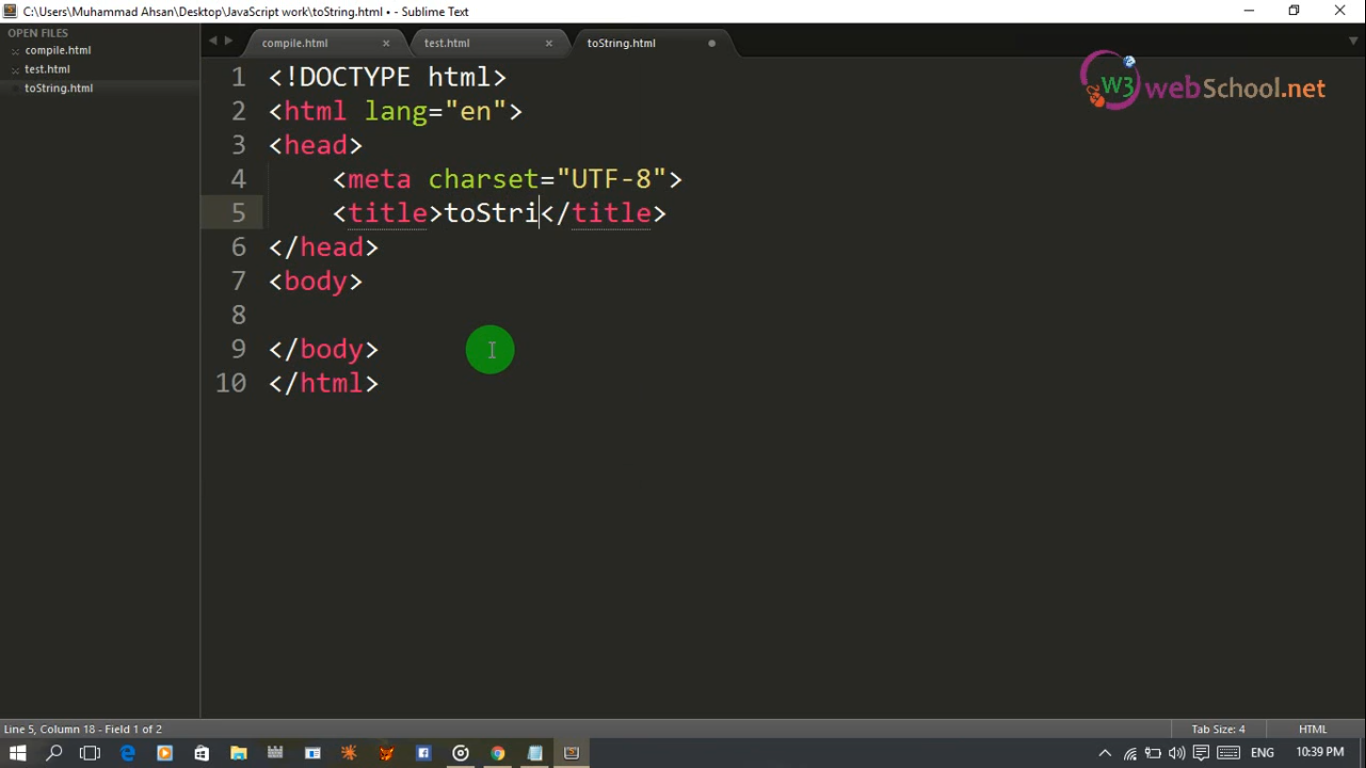 C:\Users\Muhammad Ahsan\Desktop\JavaScript work\toString.html • - Sublime Text
OPEN FILES
compile.html
test.html
toString.html
compile.html
test.html
toString.html
W3 webSchool.net
1 <!DOCTYPE html>
2 <html lang="en">
3 <head>
4 <meta charset="UTF-8">
5 <title>toStri</title>
6 </head>
7 <body>
8
9 </body>
10 </html>
Line 5, Column 18 - Field 1 of 2
Tab Size: 4
HTML
ENG
10:39 PM